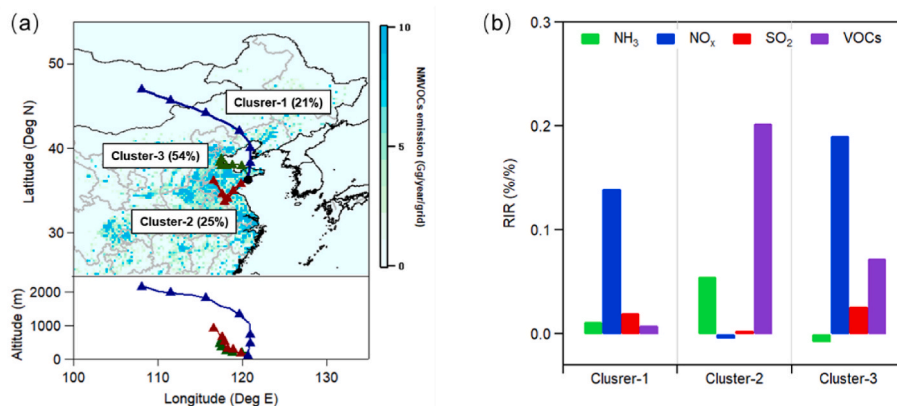 (a)
50
40
30
Latitude (Deg N)
Clusrer-1 (21%)
Cluster-3 (54%)
Cluster-2 (25%)
10
5
0
NMVOCs emission (Gg/year/grid)
2000
1000
0
Altitude (m)
100
110
120
130
Longitude (Deg E)
(b)
0.3
0.2
0.1
0.0
RIR (%/%)
NH₃ NOₓ SO₂ VOCs
Clusrer-1 Cluster-2 Cluster-3